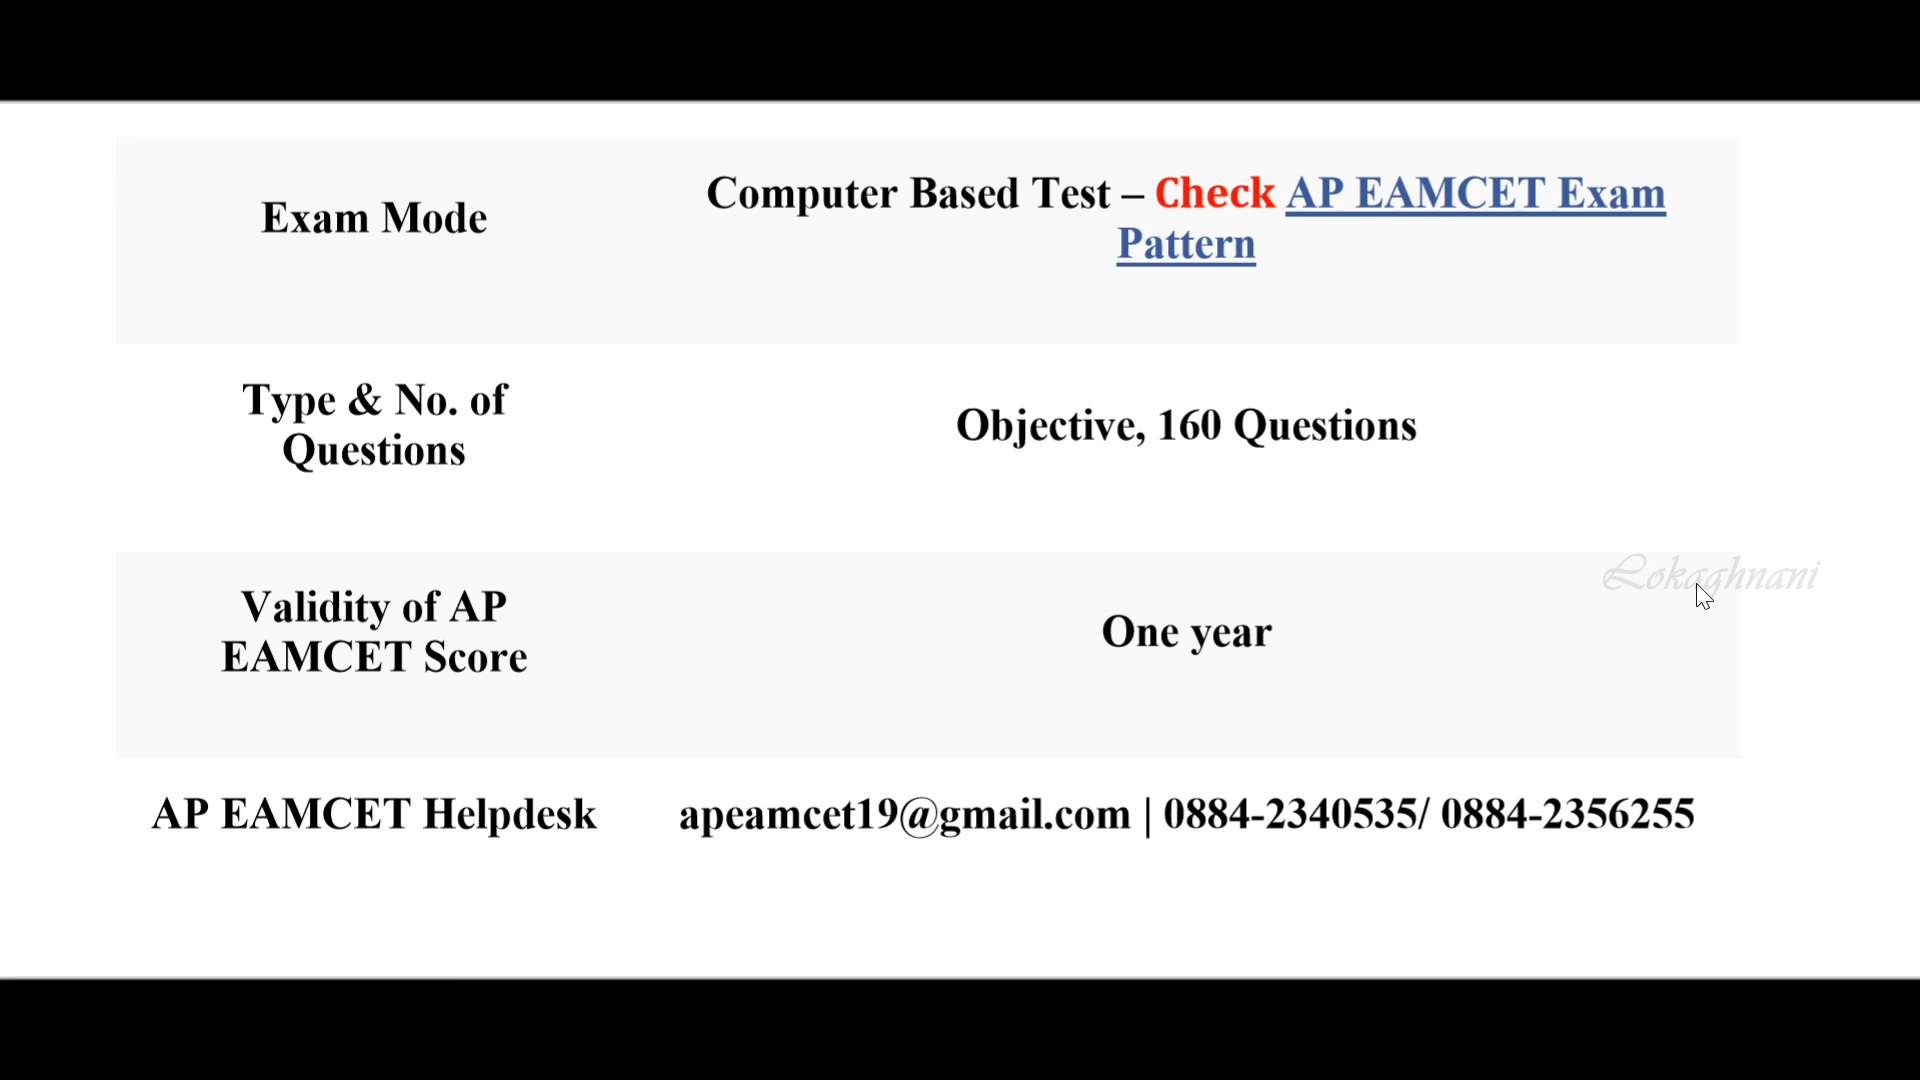 Exam Mode
Computer Based Test – Check AP EAMCET Exam
Pattern
Type & No. of
Questions
Objective, 160 Questions
Validity of AP
EAMCET Score
One year
Lokaghnani
AP EAMCET Helpdesk
apeamcet19@gmail.com | 0884-2340535/ 0884-2356255